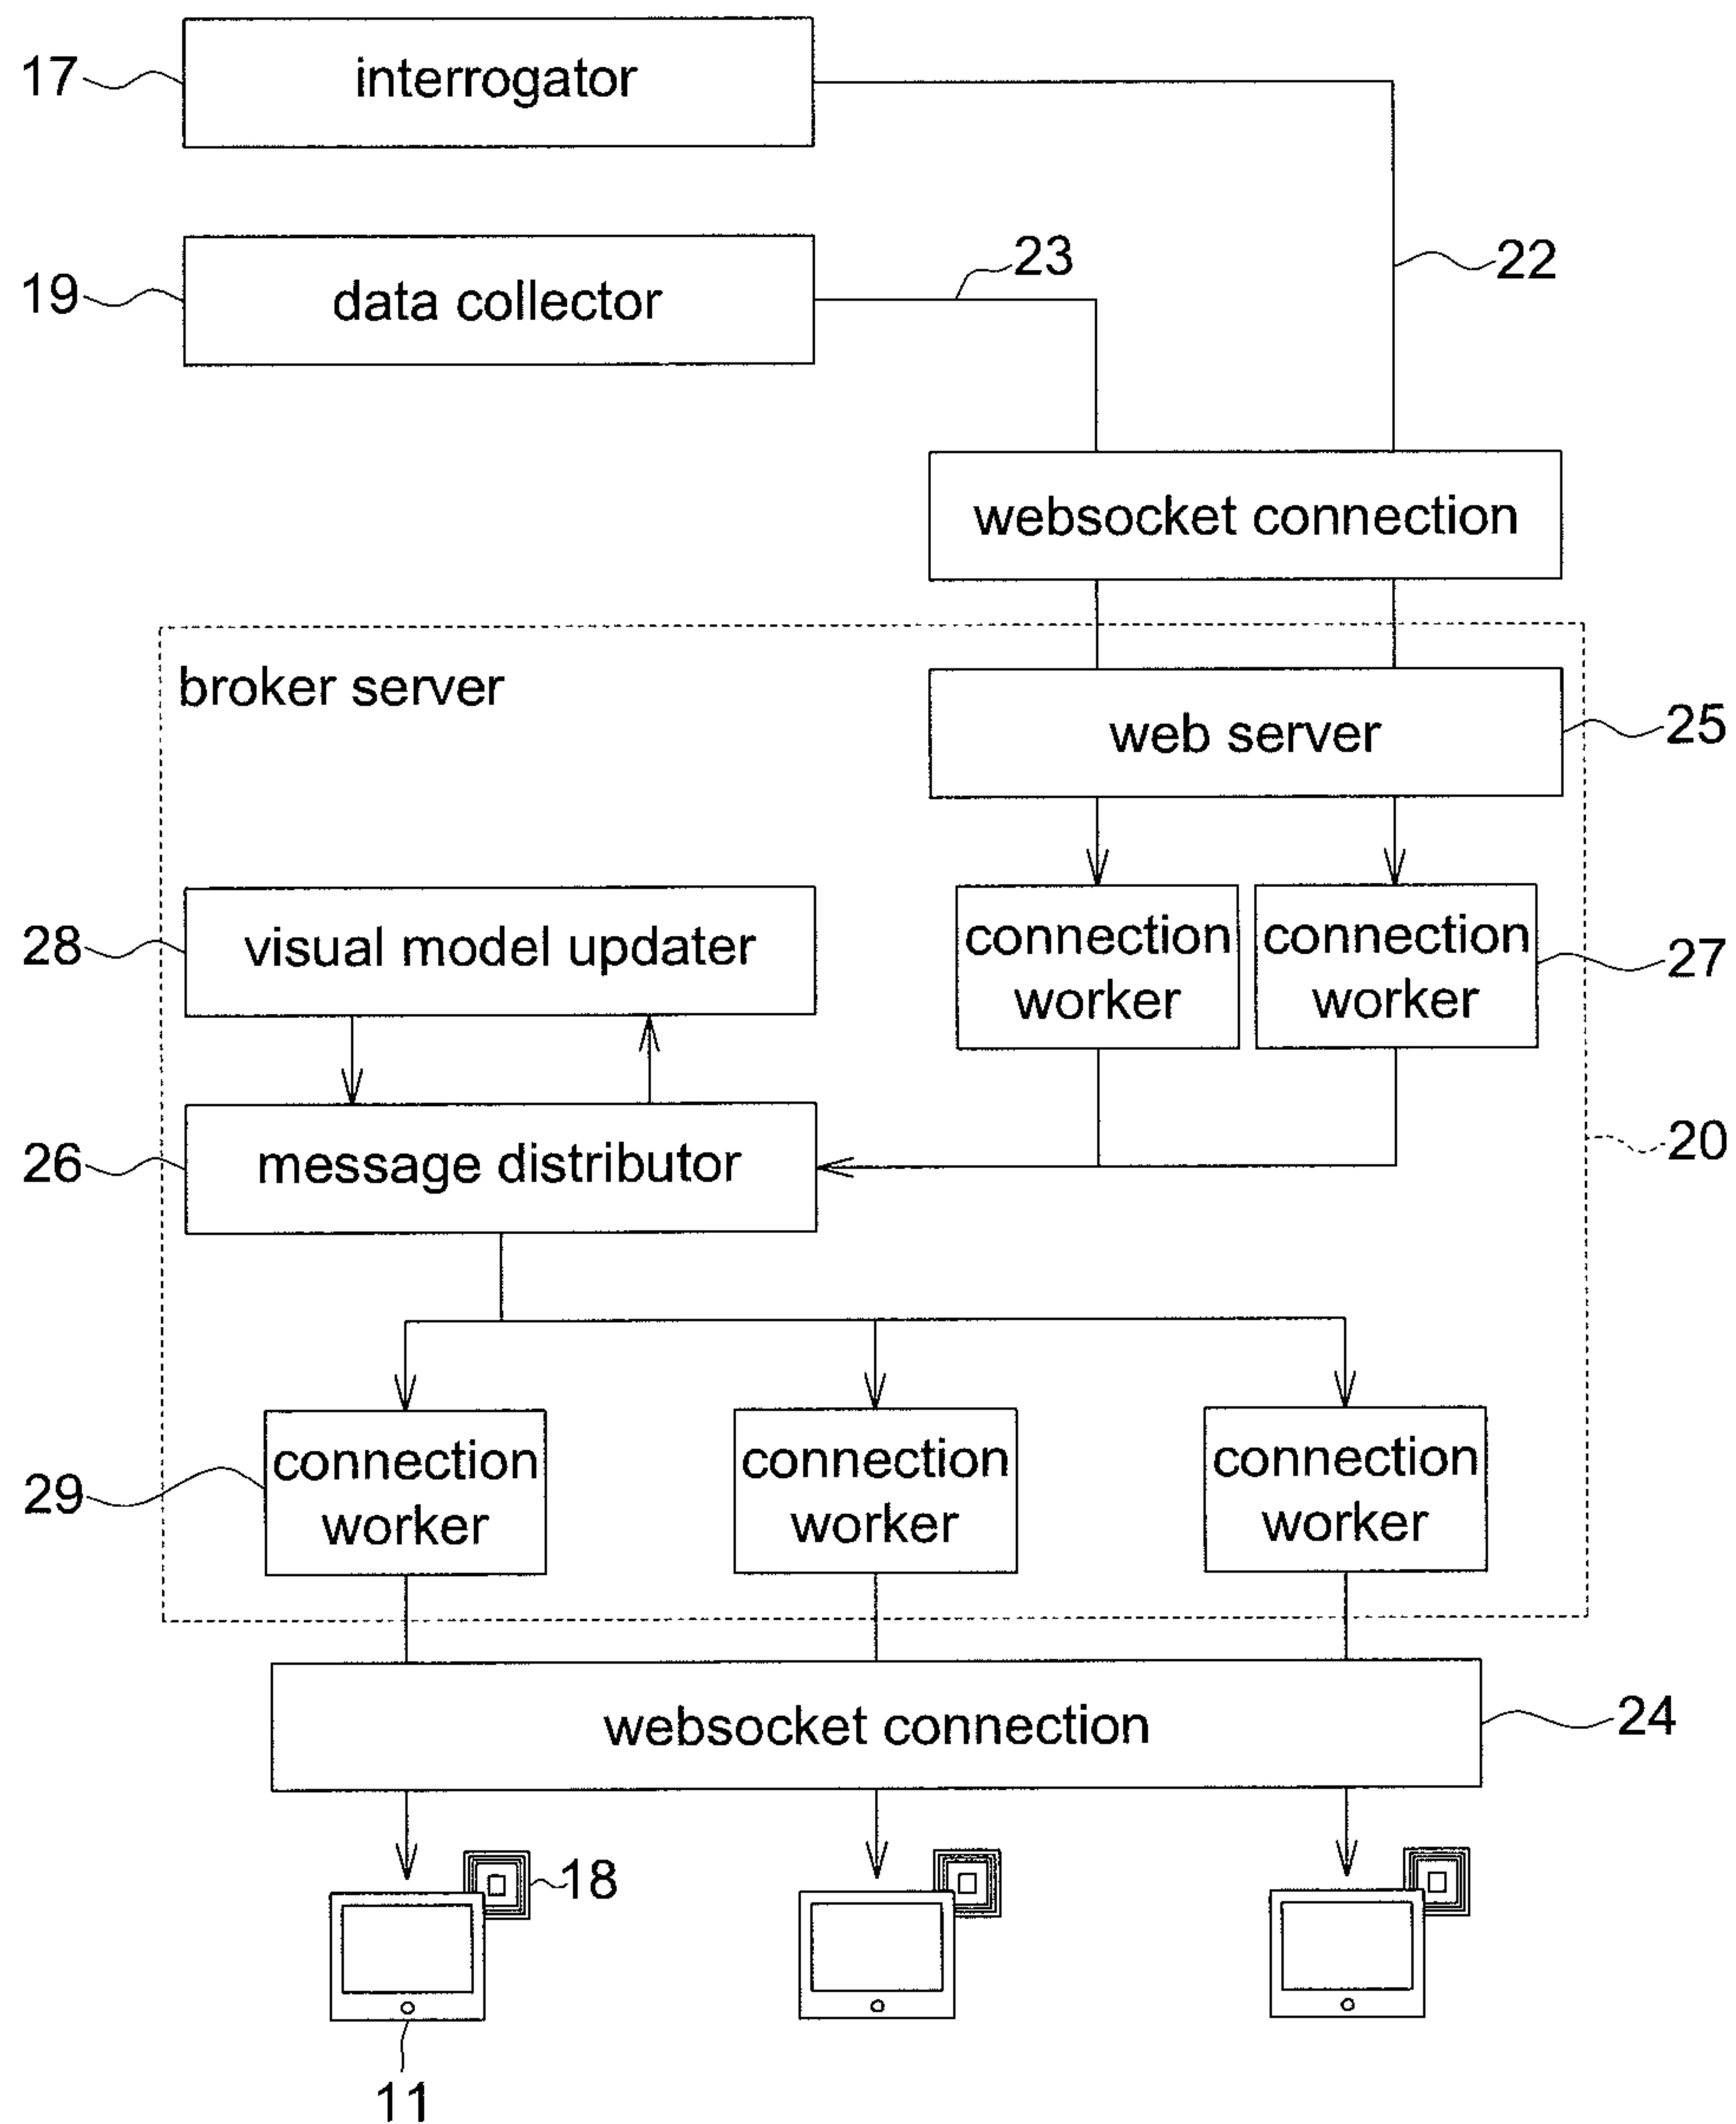 17
interrogator
23
22
19
data collector
websocket connection
broker server
web server
25
28
visual model updater
connection
worker
connection
worker
27
26
message distributor
20
29
connection
worker
connection
worker
connection
worker
websocket connection
24
18
11